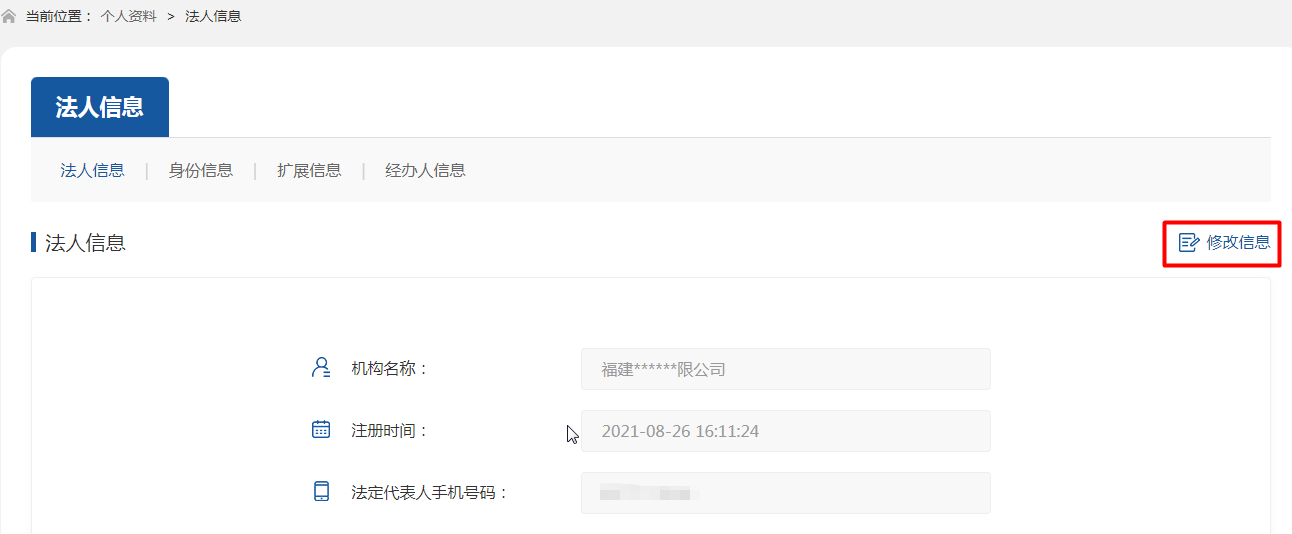 当前位置： 个人资料 > 法人信息
法人信息
法人信息 | 身份信息 | 扩展信息 | 经办人信息
法人信息 修改信息
机构名称： 福建******限公司
注册时间： 2021-08-26 16:11:24
法定代表人手机号码：